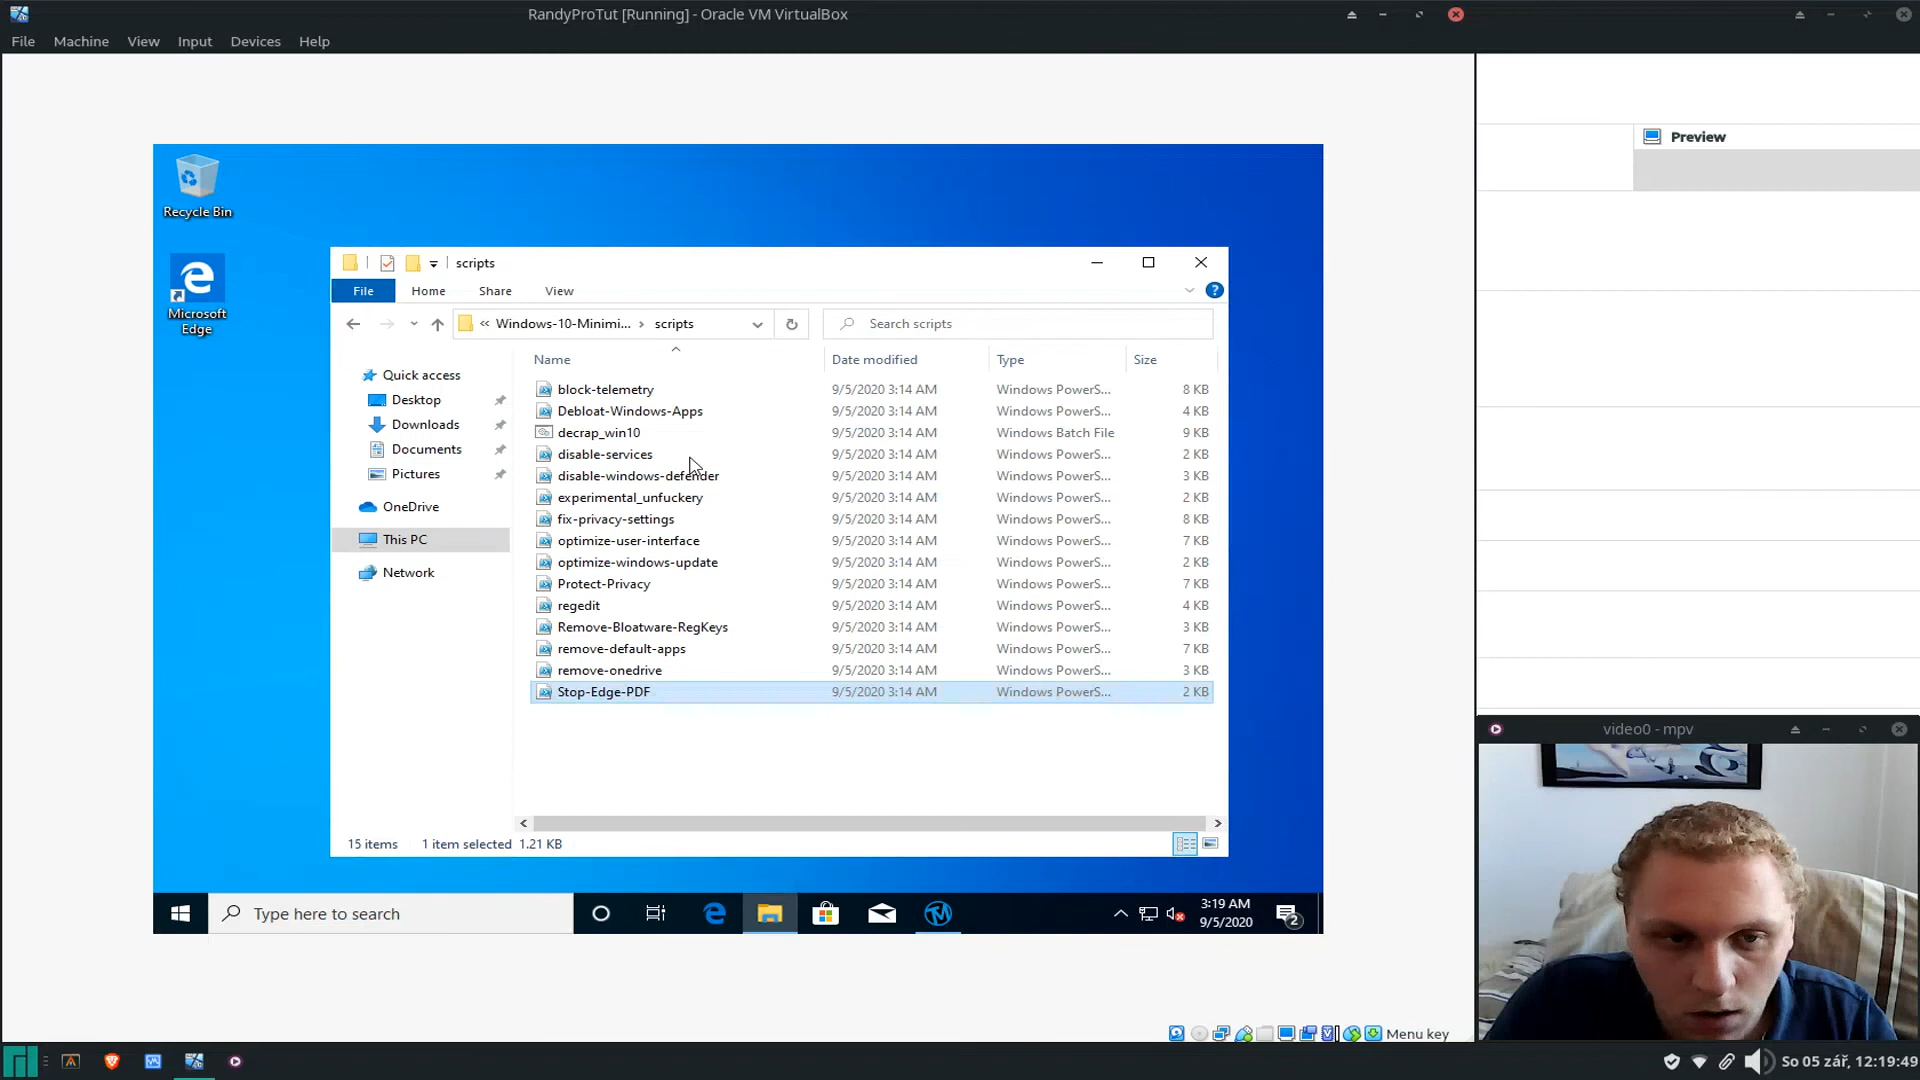 RandyProTut [Running] - Oracle VM VirtualBox
File Machine View Input Devices Help
Preview
Recycle Bin
Microsoft Edge
scripts
File Home Share View
« Windows-10-Minimi... › scripts
Search scripts
Name Date modified Type Size
Quick access
Desktop
Downloads
Documents
Pictures
OneDrive
This PC
Network
block-telemetry 9/5/2020 3:14 AM Windows PowerS... 8 KB
Debloat-Windows-Apps 9/5/2020 3:14 AM Windows PowerS... 4 KB
decrap_win10 9/5/2020 3:14 AM Windows Batch File 9 KB
disable-services 9/5/2020 3:14 AM Windows PowerS... 2 KB
disable-windows-defender 9/5/2020 3:14 AM Windows PowerS... 3 KB
experimental_unfuckery 9/5/2020 3:14 AM Windows PowerS... 2 KB
fix-privacy-settings 9/5/2020 3:14 AM Windows PowerS... 8 KB
optimize-user-interface 9/5/2020 3:14 AM Windows PowerS... 7 KB
optimize-windows-update 9/5/2020 3:14 AM Windows PowerS... 2 KB
Protect-Privacy 9/5/2020 3:14 AM Windows PowerS... 7 KB
regedit 9/5/2020 3:14 AM Windows PowerS... 4 KB
Remove-Bloatware-RegKeys 9/5/2020 3:14 AM Windows PowerS... 3 KB
remove-default-apps 9/5/2020 3:14 AM Windows PowerS... 7 KB
remove-onedrive 9/5/2020 3:14 AM Windows PowerS... 3 KB
Stop-Edge-PDF 9/5/2020 3:14 AM Windows PowerS... 2 KB
15 items 1 item selected 1.21 KB
Type here to search
3:19 AM
9/5/2020
2
video0 - mpv
Menu key
So 05 zář, 12:19:49